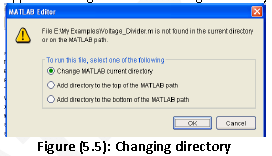 MATLAB Editor
File E:\My Examples\Voltage_Divider.m is not found in the current directory
or on the MATLAB path.
To run this file, select one of the following
Change MATLAB current directory
Add directory to the top of the MATLAB path
Add directory to the bottom of the MATLAB path
OK Cancel
Figure (5.5): Changing directory